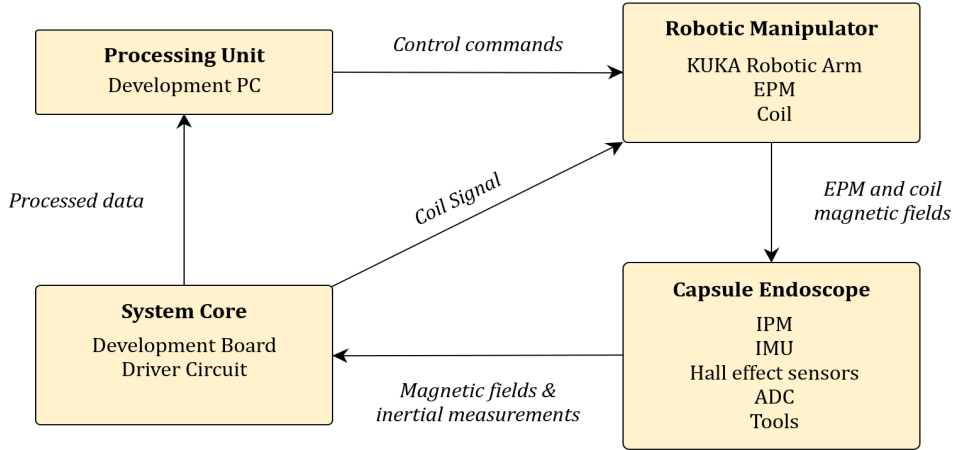 Processing Unit
Development PC
Control commands
Robotic Manipulator
KUKA Robotic Arm
EPM
Coil
Processed data
Coil Signal
EPM and coil
magnetic fields
System Core
Development Board
Driver Circuit
Magnetic fields &
inertial measurements
Capsule Endoscope
IPM
IMU
Hall effect sensors
ADC
Tools